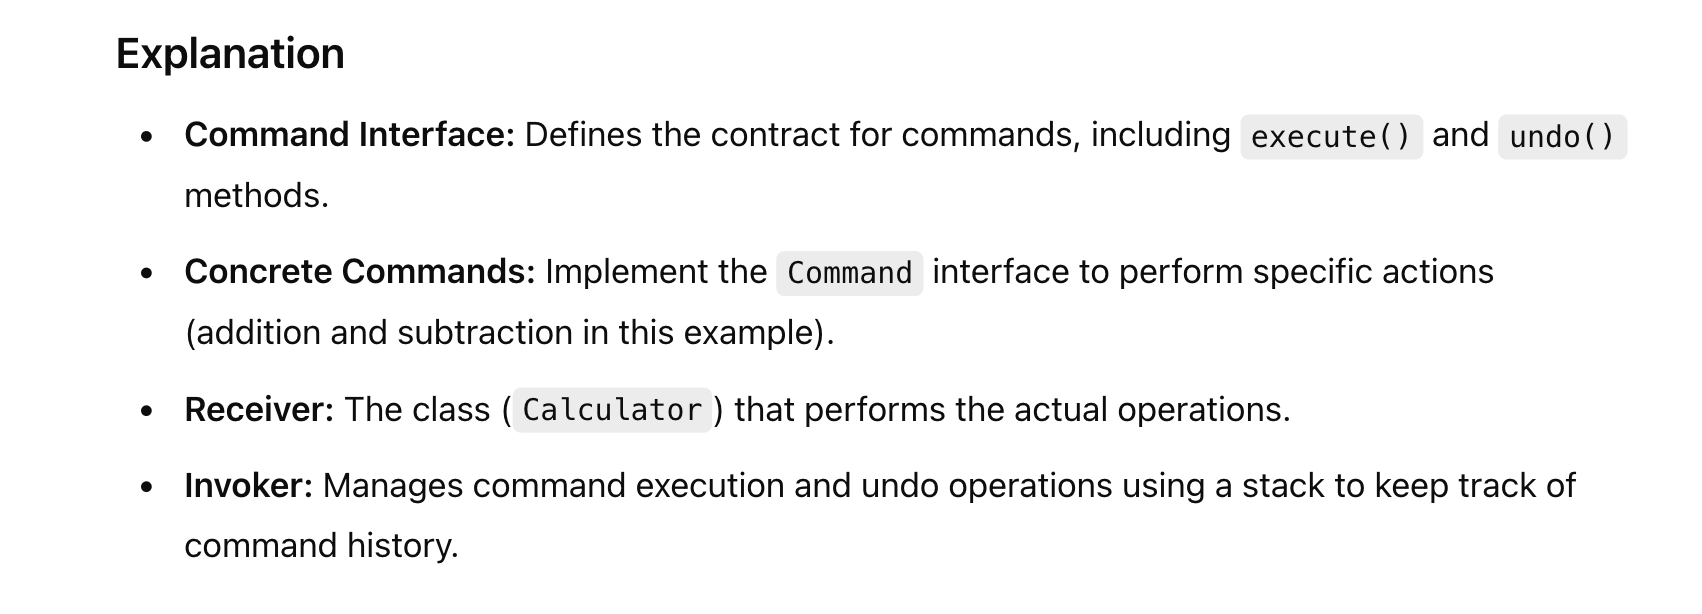 Explanation
• Command Interface: Defines the contract for commands, including execute() and undo()
methods.
• Concrete Commands: Implement the Command interface to perform specific actions
(addition and subtraction in this example).
• Receiver: The class (Calculator) that performs the actual operations.
• Invoker: Manages command execution and undo operations using a stack to keep track of
command history.